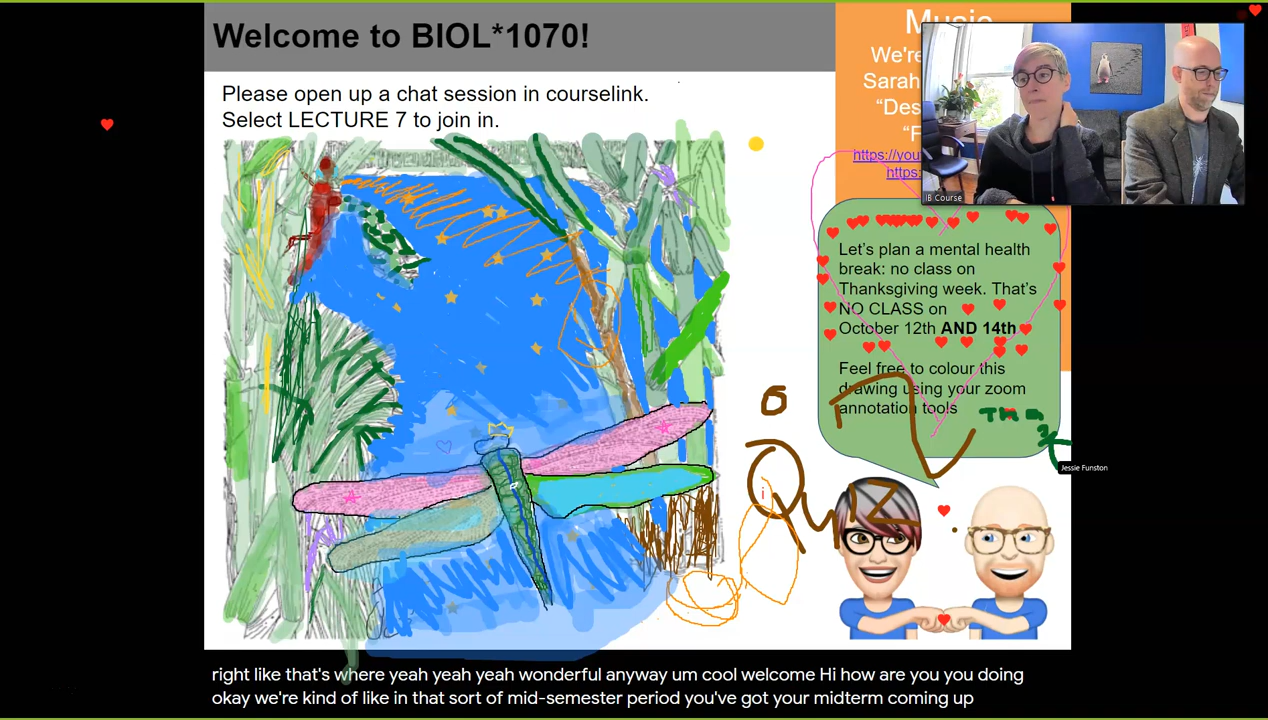 Welcome to BIOL*1070!
Please open up a chat session in courselink.
Select LECTURE 7 to join in.
Music
We're
Sarah
"Des
"F
https://you
https:
IB Course
Let's plan a mental health
break: no class on
Thanksgiving week. That's
NO CLASS on
October 12th AND 14th
Feel free to colour this
drawing using your zoom
annotation tools
Jessie Funston
Quiz
right like that's where yeah yeah yeah wonderful anyway um cool welcome Hi how are you you doing
okay we're kind of like in that sort of mid-semester period you've got your midterm coming up